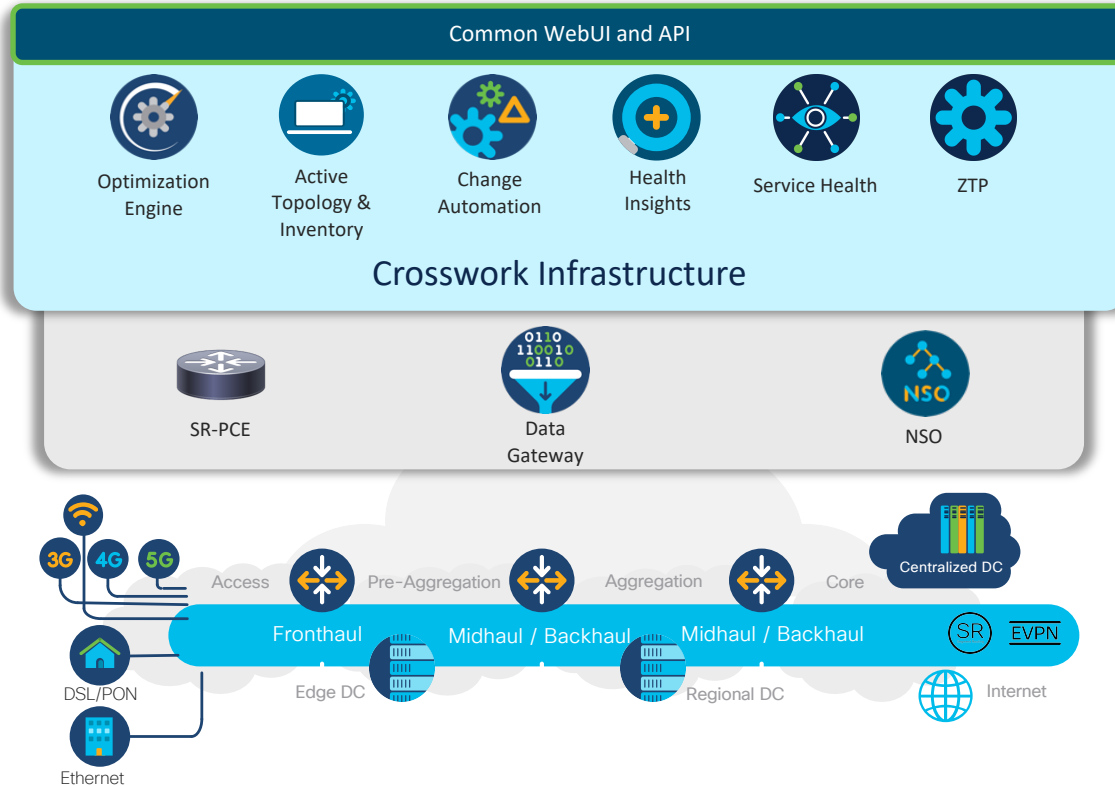 Common WebUI and API
Optimization
Engine
Active
Topology &
Inventory
Change
Automation
Health
Insights
Service Health
ZTP
Crosswork Infrastructure
0110
110010
0110
NSO
SR-PCE
Data
Gateway
NSO
3G
4G
5G
Access
Pre-Aggregation
Aggregation
Core
Centralized DC
Fronthaul
Midhaul / Backhaul
Midhaul / Backhaul
SR
EVPN
DSL/PON
Edge DC
Regional DC
Internet
Ethernet